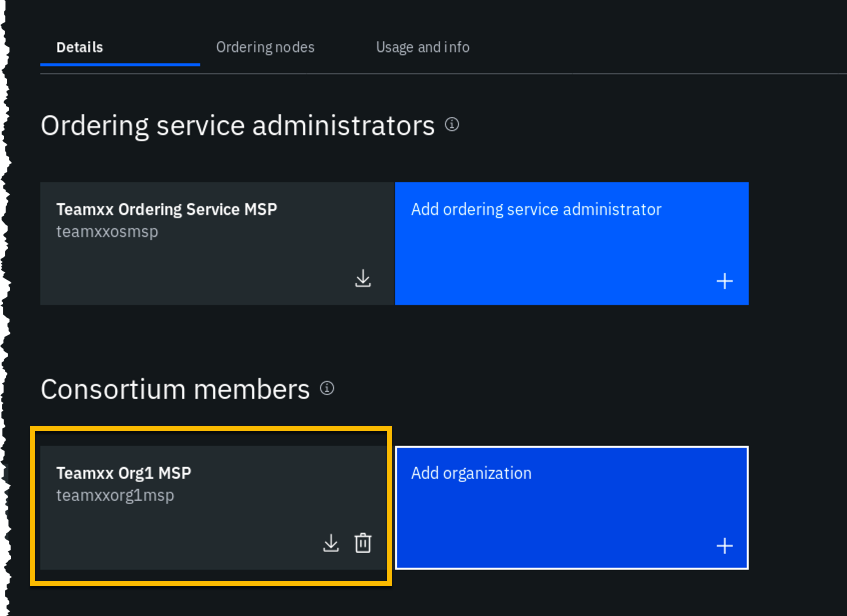 Details
Ordering nodes
Usage and info
Ordering service administrators
Teamxx Ordering Service MSP
teamxxosmsp
Add ordering service administrator
Consortium members
Teamxx Org1 MSP
teamxxorg1msp
Add organization